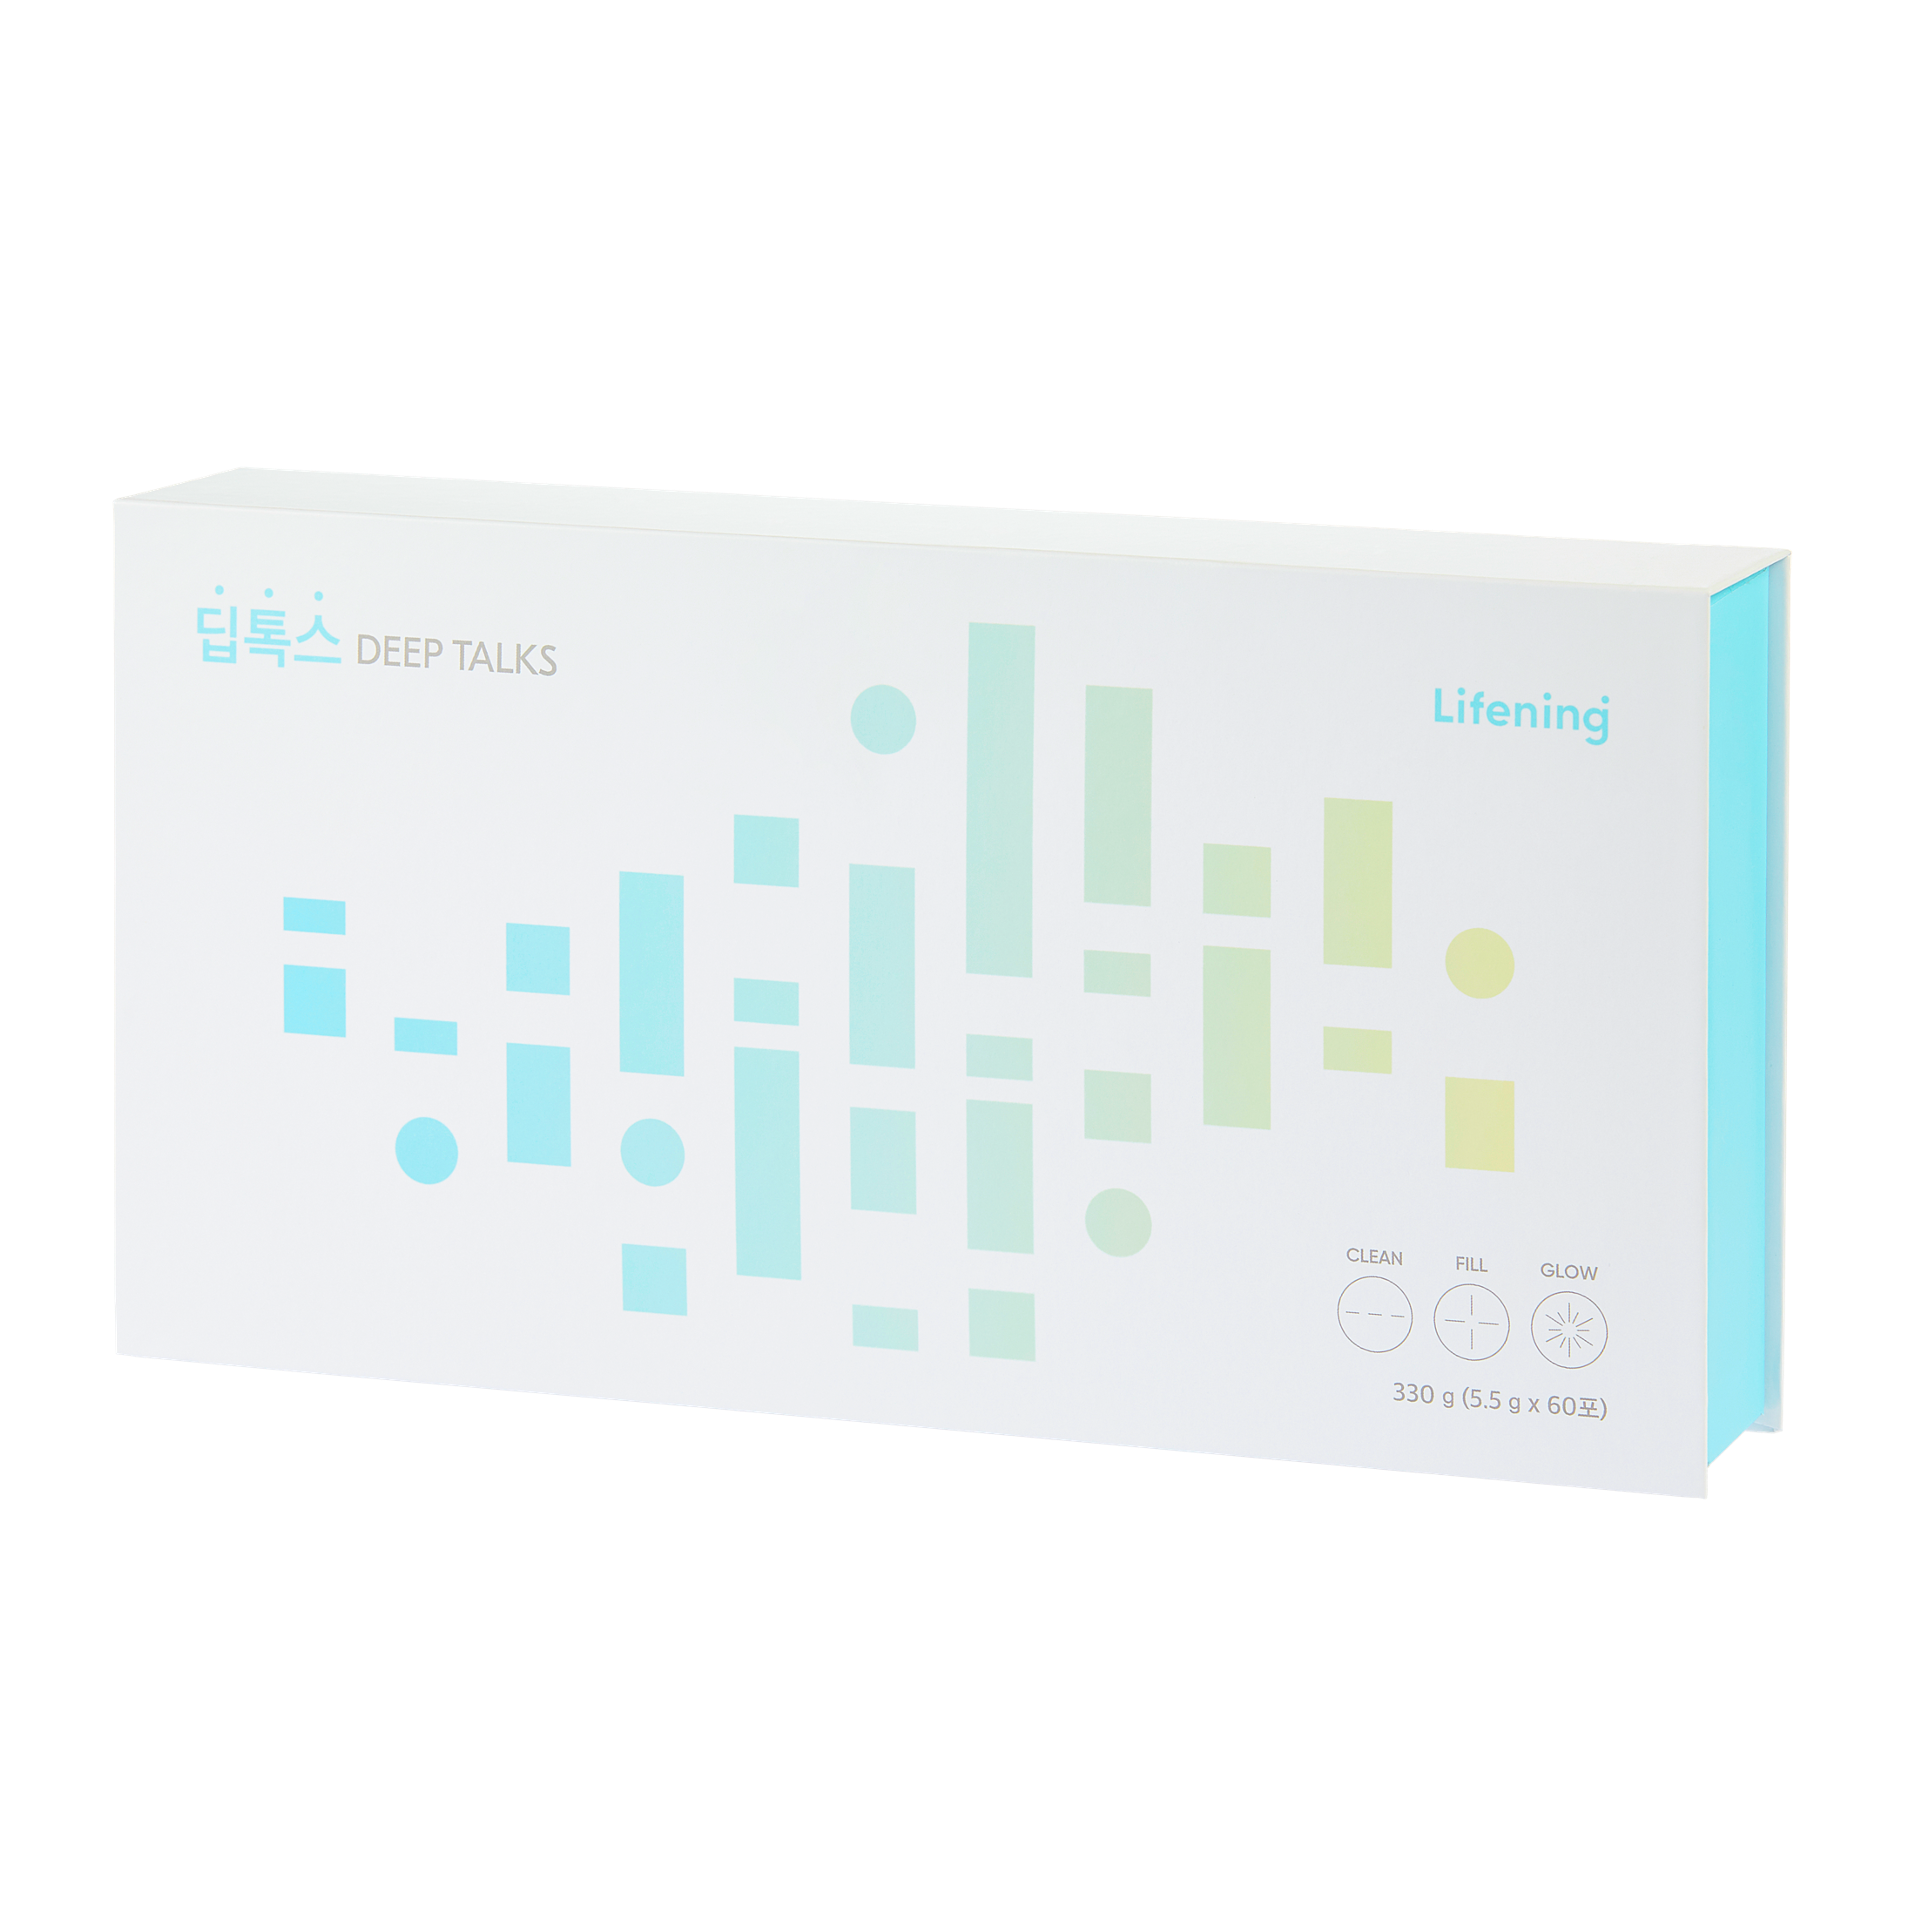 딥톡스 DEEP TALKS
Lifening
CLEAN FILL GLOW
330 g (5.5 g x 60포)